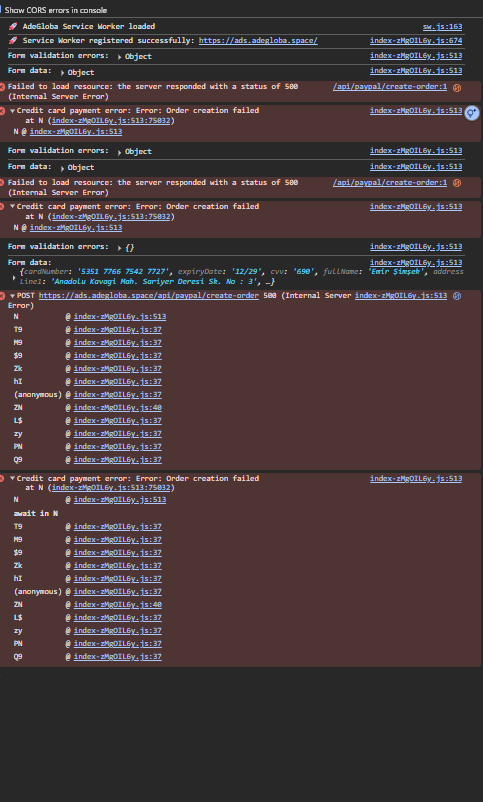 Show CORS errors in console
🚀 AdeGloba Service Worker loaded sw.js:163
🚀 Service Worker registered successfully: https://ads.adegloba.space/ index-zMgOIL6y.js:674
Form validation errors: ▶ Object index-zMgOIL6y.js:513
Form data: ▶ Object index-zMgOIL6y.js:513
Failed to load resource: the server responded with a status of 500 /api/paypal/create-order:1
(Internal Server Error)
▼ Credit card payment error: Error: Order creation failed index-zMgOIL6y.js:513
at N (index-zMgOIL6y.js:513:75032)
N @ index-zMgOIL6y.js:513
Form validation errors: ▶ Object index-zMgOIL6y.js:513
Form data: ▶ Object index-zMgOIL6y.js:513
Failed to load resource: the server responded with a status of 500 /api/paypal/create-order:1
(Internal Server Error)
▼ Credit card payment error: Error: Order creation failed index-zMgOIL6y.js:513
at N (index-zMgOIL6y.js:513:75032)
N @ index-zMgOIL6y.js:513
Form validation errors: ▶ {} index-zMgOIL6y.js:513
Form data: index-zMgOIL6y.js:513
{cardNumber: '5351 7766 7542 7727', expiryDate: '12/29', cvv: '690', fullName: 'Emir Şimşek', address
▶ Line1: 'Anadolu Kavagi Mah. Sariyer Deresi Sk. No : 3', …}
▼ POST https://ads.adegloba.space/api/paypal/create-order 500 (Internal Server index-zMgOIL6y.js:513
Error)
N @ index-zMgOIL6y.js:513
T9 @ index-zMgOIL6y.js:37
M9 @ index-zMgOIL6y.js:37
$9 @ index-zMgOIL6y.js:37
Zk @ index-zMgOIL6y.js:37
hI @ index-zMgOIL6y.js:37
(anonymous) @ index-zMgOIL6y.js:37
ZN @ index-zMgOIL6y.js:40
L$ @ index-zMgOIL6y.js:37
zy @ index-zMgOIL6y.js:37
PN @ index-zMgOIL6y.js:37
Q9 @ index-zMgOIL6y.js:37
▼ Credit card payment error: Error: Order creation failed index-zMgOIL6y.js:513
at N (index-zMgOIL6y.js:513:75032)
N @ index-zMgOIL6y.js:513
await in N
T9 @ index-zMgOIL6y.js:37
M9 @ index-zMgOIL6y.js:37
$9 @ index-zMgOIL6y.js:37
Zk @ index-zMgOIL6y.js:37
hI @ index-zMgOIL6y.js:37
(anonymous) @ index-zMgOIL6y.js:37
ZN @ index-zMgOIL6y.js:40
L$ @ index-zMgOIL6y.js:37
zy @ index-zMgOIL6y.js:37
PN @ index-zMgOIL6y.js:37
Q9 @ index-zMgOIL6y.js:37